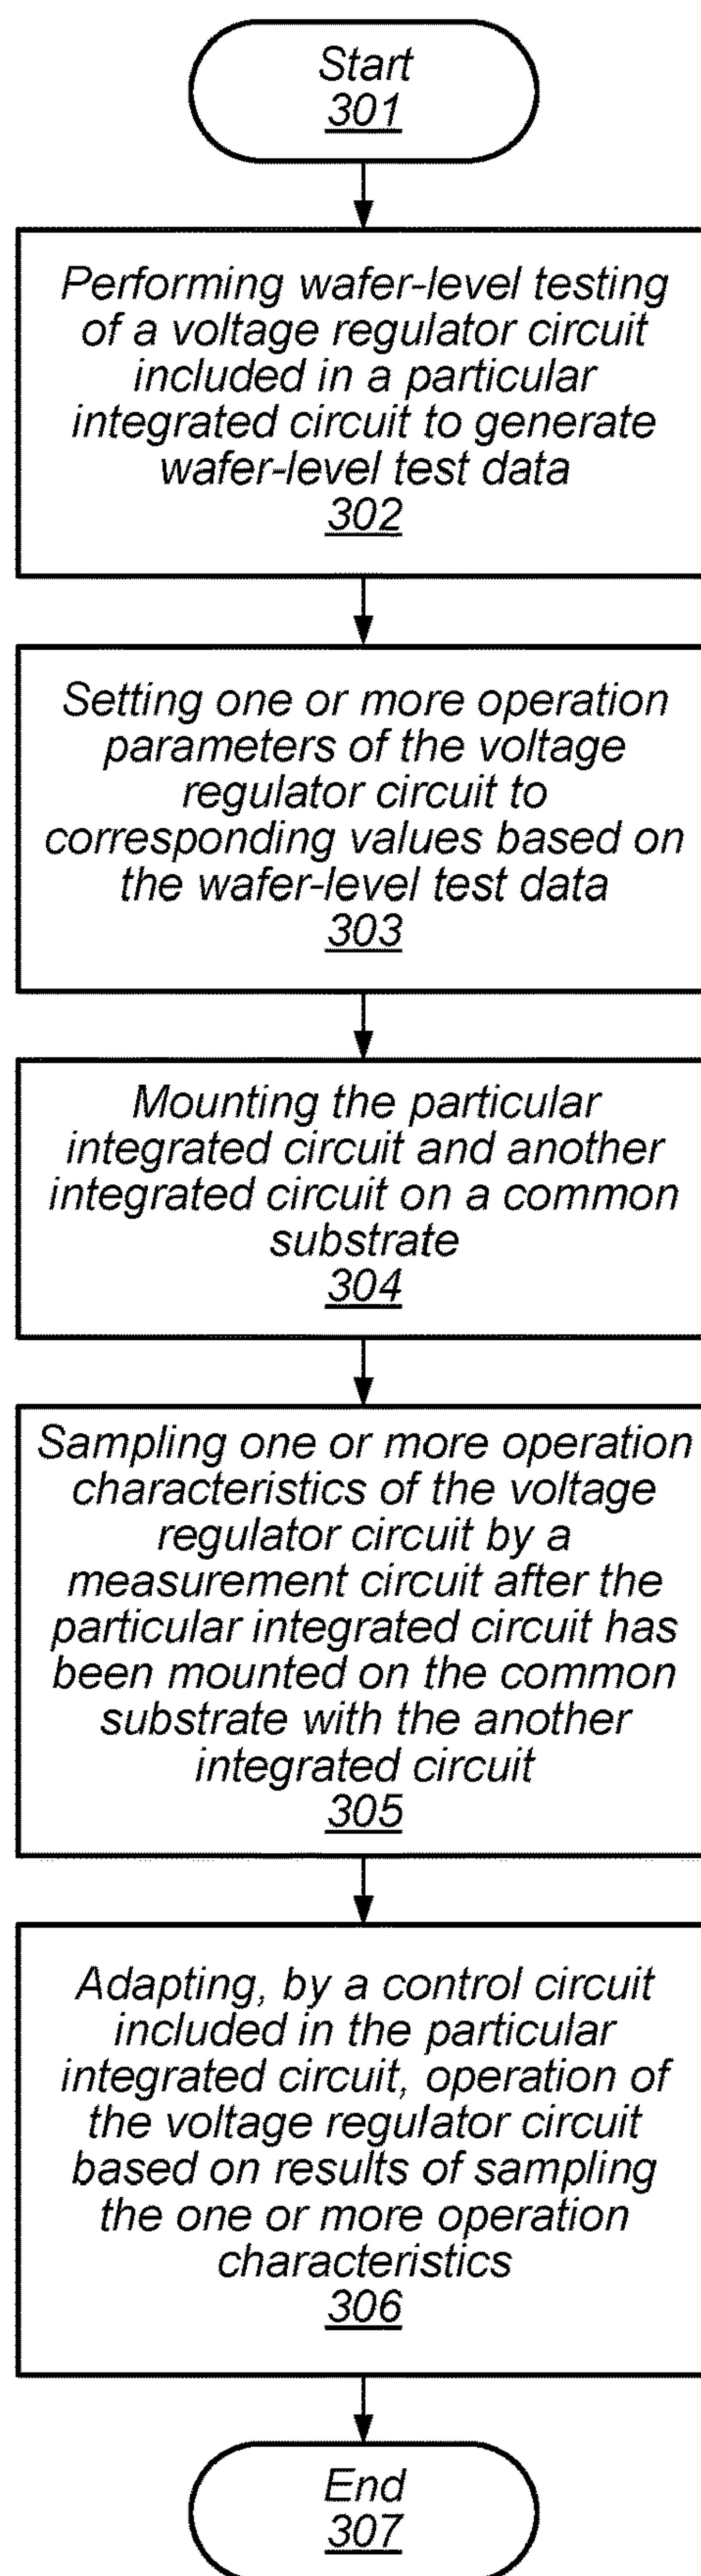 Start
301
Performing wafer-level testing
of a voltage regulator circuit
included in a particular
integrated circuit to generate
wafer-level test data
302
Setting one or more operation
parameters of the voltage
regulator circuit to
corresponding values based on
the wafer-level test data
303
Mounting the particular
integrated circuit and another
integrated circuit on a common
substrate
304
Sampling one or more operation
characteristics of the voltage
regulator circuit by a
measurement circuit after the
particular integrated circuit has
been mounted on the common
substrate with the another
integrated circuit
305
Adapting, by a control circuit
included in the particular
integrated circuit, operation of
the voltage regulator circuit
based on results of sampling
the one or more operation
characteristics
306
End
307